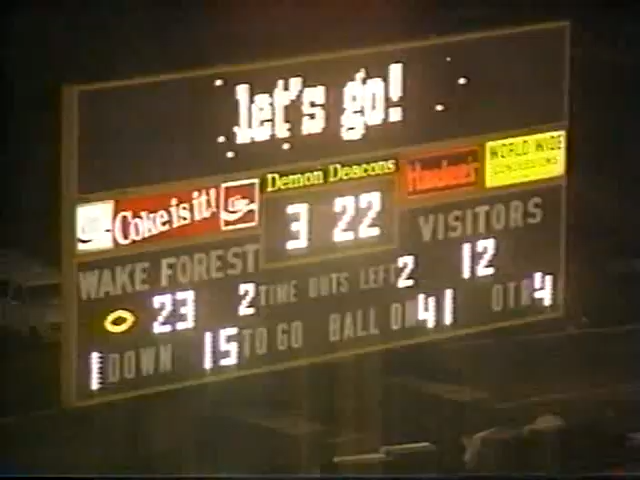 let's go!
Demon Deacons
Hardee's
WORLD WIDE
Coke is it!
3 22
WAKE FOREST
VISITORS
23 2 TIME OUTS LEFT 2 12
1 DOWN 15 TO GO BALL ON 41 QTR 4